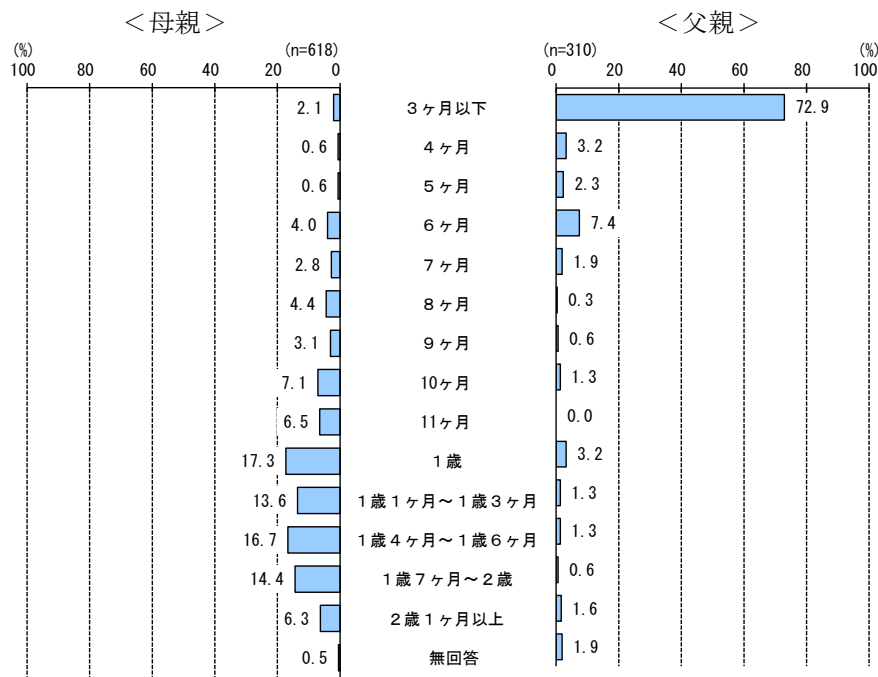 ＜母親＞ ＜父親＞
(%) (n=618) (n=310) (%)
100 80 60 40 20 0 0 20 40 60 80 100
2.1 ３ヶ月以下 72.9
0.6 ４ヶ月 3.2
0.6 ５ヶ月 2.3
4.0 ６ヶ月 7.4
2.8 ７ヶ月 1.9
4.4 ８ヶ月 0.3
3.1 ９ヶ月 0.6
7.1 10ヶ月 1.3
6.5 11ヶ月 0.0
17.3 １歳 3.2
13.6 １歳１ヶ月～１歳３ヶ月 1.3
16.7 １歳４ヶ月～１歳６ヶ月 1.3
14.4 １歳７ヶ月～２歳 0.6
6.3 ２歳１ヶ月以上 1.6
0.5 無回答 1.9